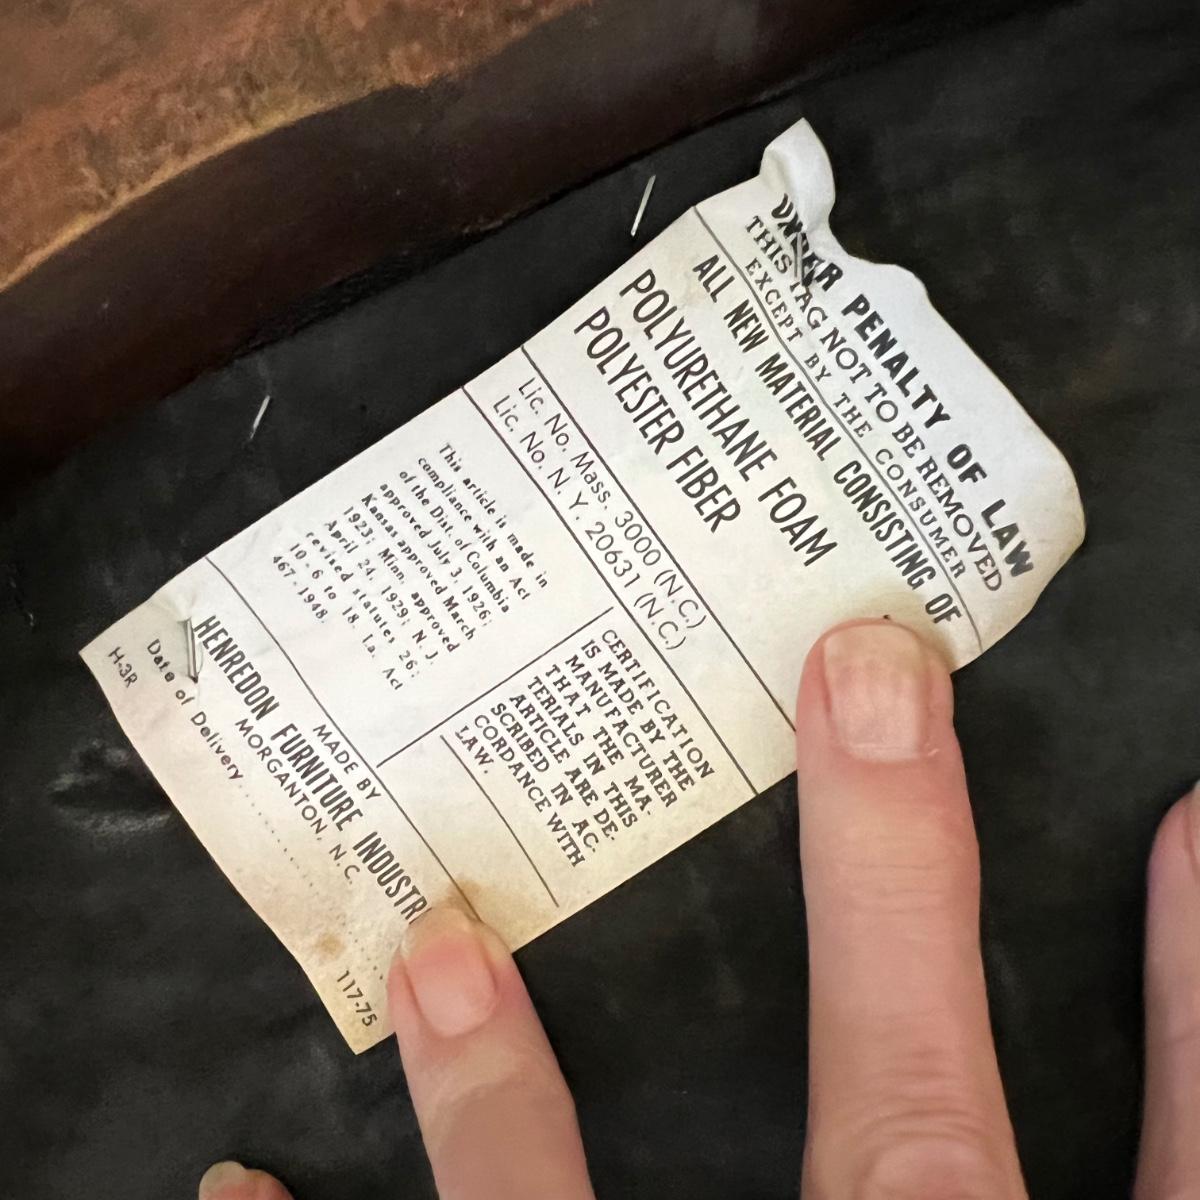 UNDER PENALTY OF LAW
THIS TAG NOT TO BE REMOVED
EXCEPT BY THE CONSUMER
ALL NEW MATERIAL CONSISTING OF
POLYURETHANE FOAM
POLYESTER FIBER
Lic. No. Mass. 3000 (N.C.)
Lic. No. N. Y. 20631 (N.C.)
This article is made in
compliance with an Act
of the Dist. of Columbia
approved July 3, 1926;
Kansas approved March
1923; Minn. approved
April 24, 1929; N. J.
revised statutes 26:
10-6 to 18. La. Act
467-1948.
CERTIFICATION
IS MADE BY THE
MANUFACTURER
THAT THE MA-
TERIALS IN THIS
ARTICLE ARE DE-
SCRIBED IN AC-
CORDANCE WITH
LAW.
MADE BY
HENREDON FURNITURE INDUSTRI
MORGANTON, N.C.
Date of Delivery
H-3R
117-75